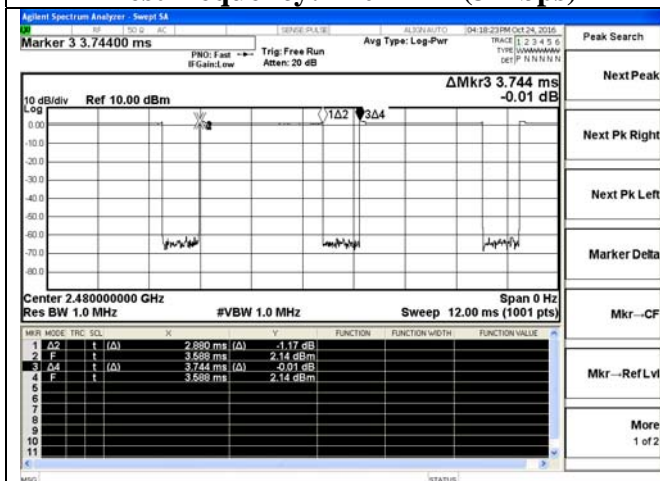 Agilent Spectrum Analyzer - Swept SA
RF 50 Ω AC SENSE:PULSE ALIGN AUTO 04:18:23 PM Oct 24, 2016
Marker 3 3.74400 ms
PNO: Fast Trig: Free Run
IFGain:Low Atten: 20 dB
Avg Type: Log-Pwr
TRACE 1 2 3 4 5 6
TYPE
DET P N N N N N
Peak Search
Next Peak
Next Pk Right
Next Pk Left
Marker Delta
Mkr→CF
Mkr→Ref Lvl
More
1 of 2
ΔMkr3 3.744 ms
-0.01 dB
10 dB/div Ref 10.00 dBm
Log
1Δ2 3Δ4
0.00
-10.0
-20.0
-30.0
-40.0
-50.0
-60.0
-70.0
-80.0
Center 2.480000000 GHz Span 0 Hz
Res BW 1.0 MHz #VBW 1.0 MHz Sweep 12.00 ms (1001 pts)
MKR MODE TRC SCL X Y FUNCTION FUNCTION WIDTH FUNCTION VALUE
1 Δ2 t (Δ) 2.880 ms (Δ) -1.17 dB
2 F t 3.588 ms 2.14 dBm
3 Δ4 t (Δ) 3.744 ms (Δ) -0.01 dB
4 F t 3.588 ms 2.14 dBm
5
6
7
8
9
10
11
MSG STATUS